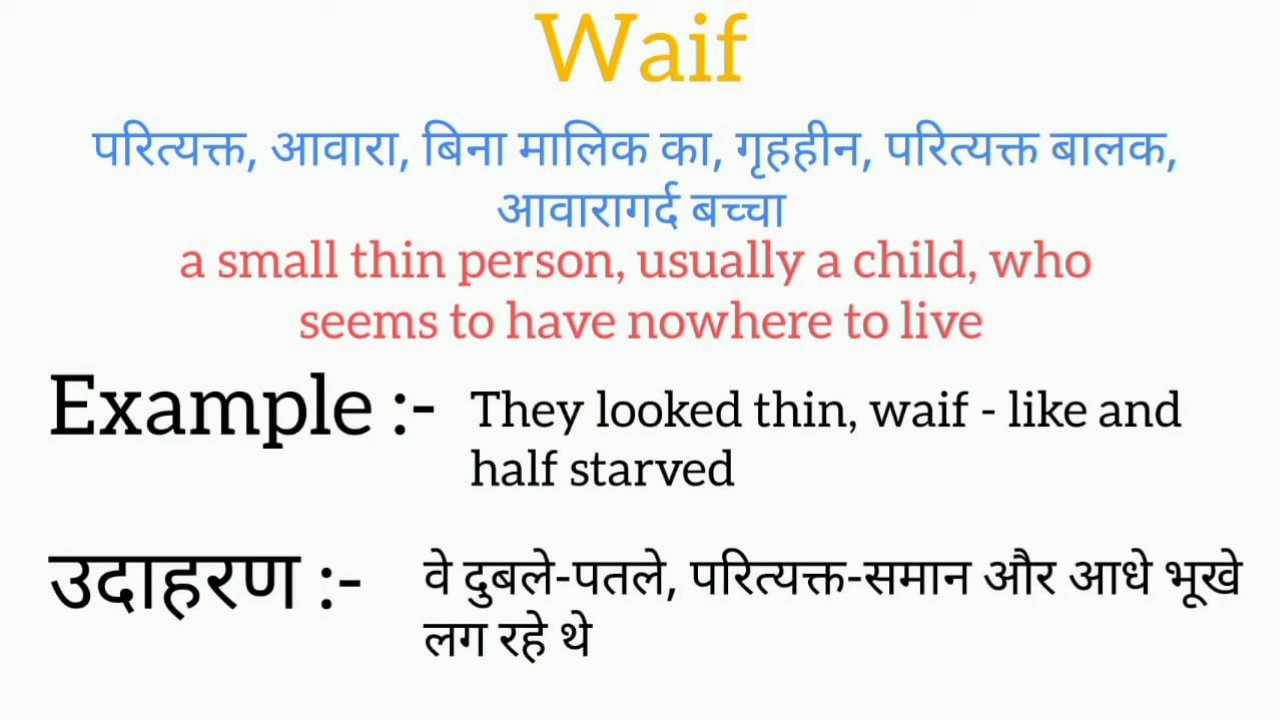 Waif
परित्यक्त, आवारा, बिना मालिक का, गृहहीन, परित्यक्त बालक,
आवारागर्द बच्चा
a small thin person, usually a child, who
seems to have nowhere to live
Example :- They looked thin, waif - like and
half starved
उदाहरण :- वे दुबले-पतले, परित्यक्त-समान और आधे भूखे
लग रहे थे